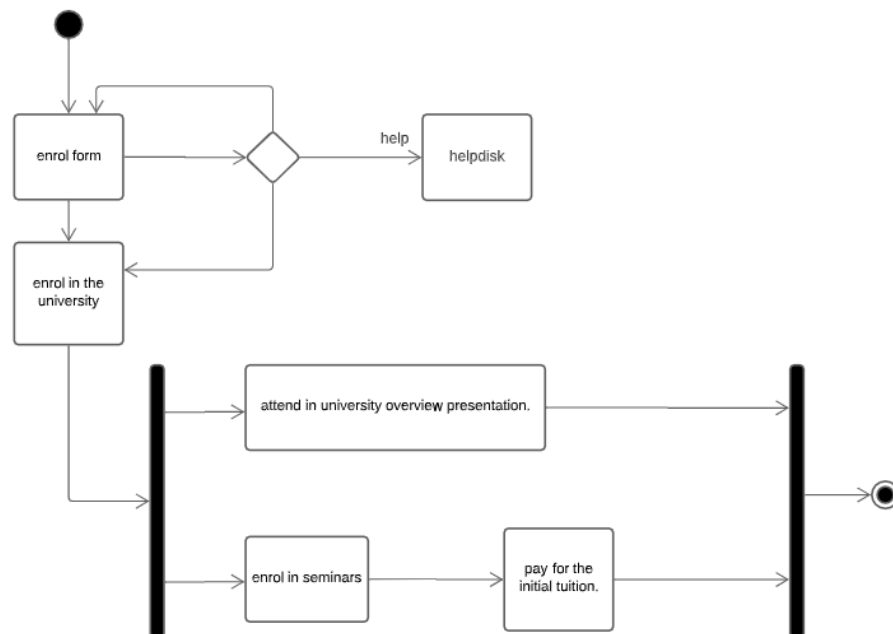 help
enrol form
helpdisk
enrol in the
university
attend in university overview presentation.
enrol in seminars
pay for the
initial tuition.